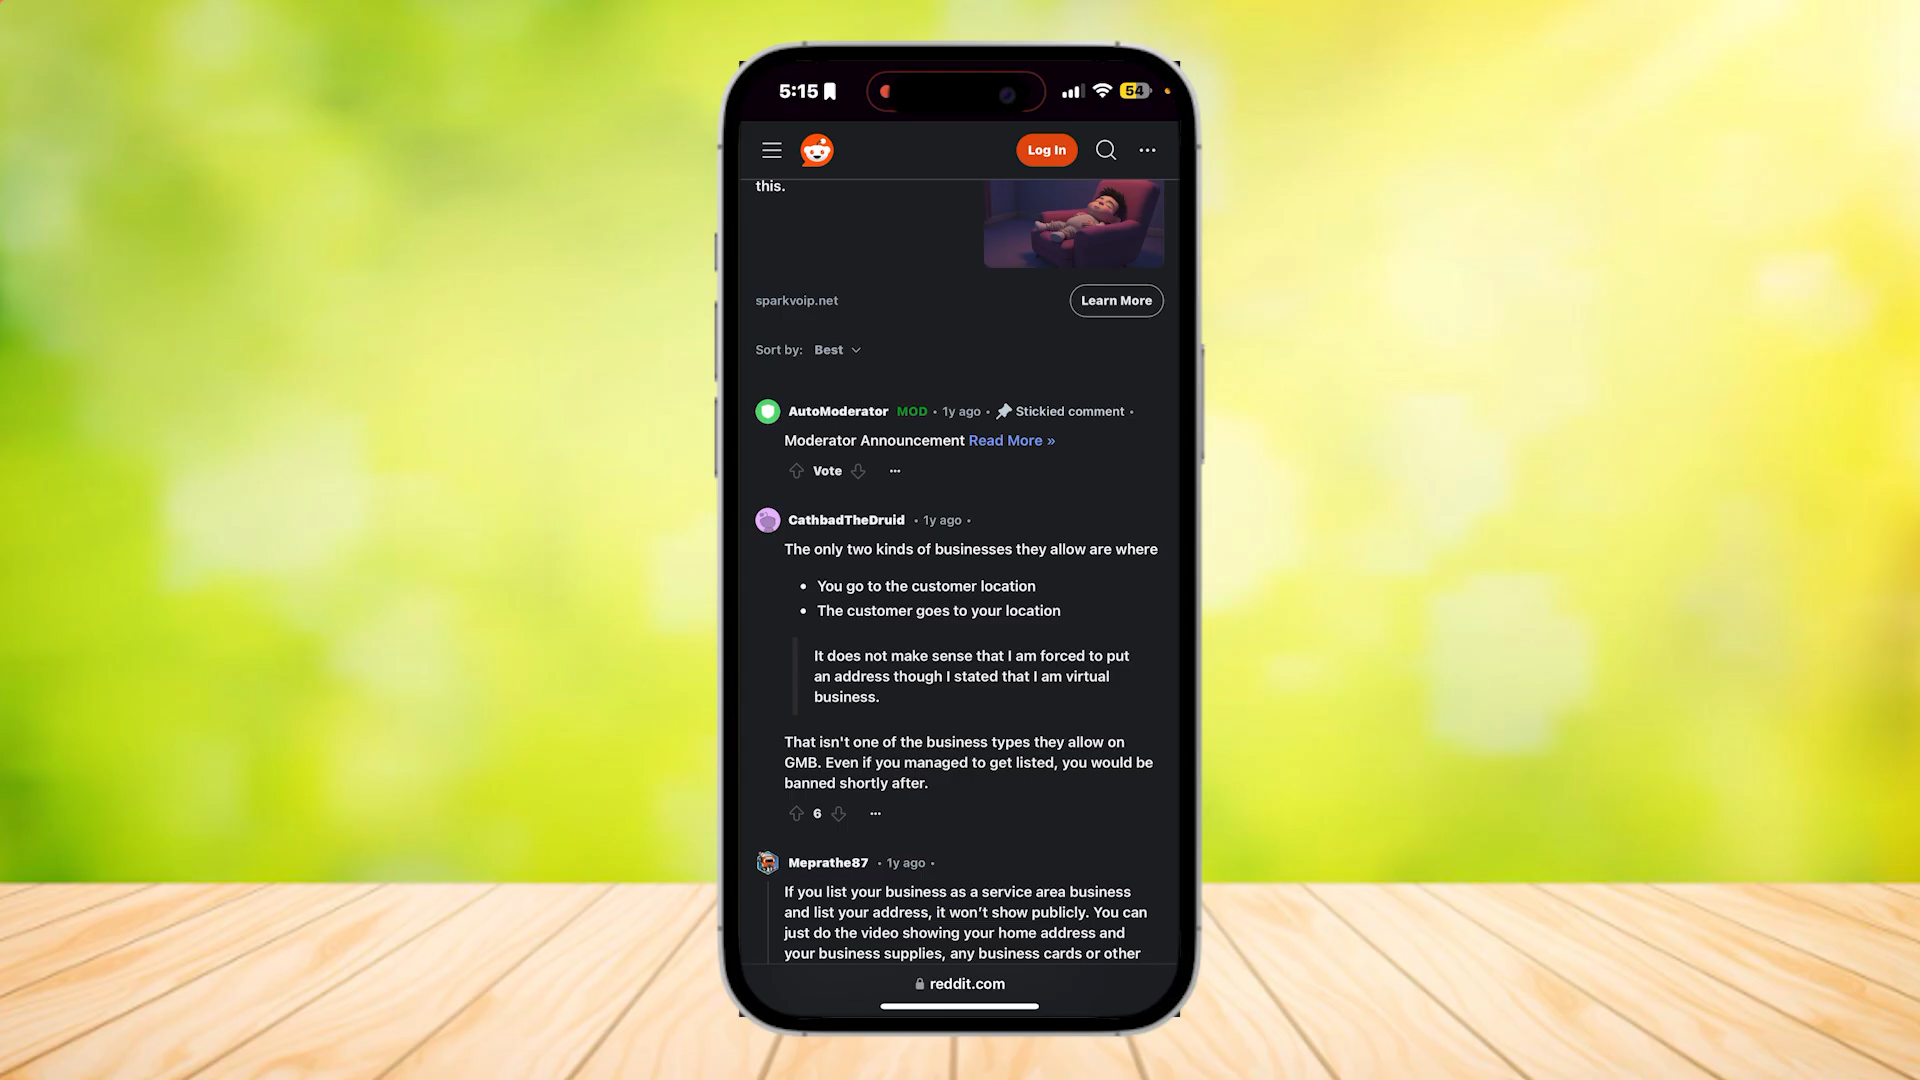 5:15
54
Log In
this.
sparkvoip.net
Learn More
Sort by: Best
AutoModerator MOD • 1y ago • Stickied comment •
Moderator Announcement Read More »
Vote
CathbadTheDruid • 1y ago •
The only two kinds of businesses they allow are where
• You go to the customer location
• The customer goes to your location
It does not make sense that I am forced to put
an address though I stated that I am virtual
business.
That isn't one of the business types they allow on
GMB. Even if you managed to get listed, you would be
banned shortly after.
6
Meprathe87 • 1y ago •
If you list your business as a service area business
and list your address, it won't show publicly. You can
just do the video showing your home address and
your business supplies, any business cards or other
reddit.com